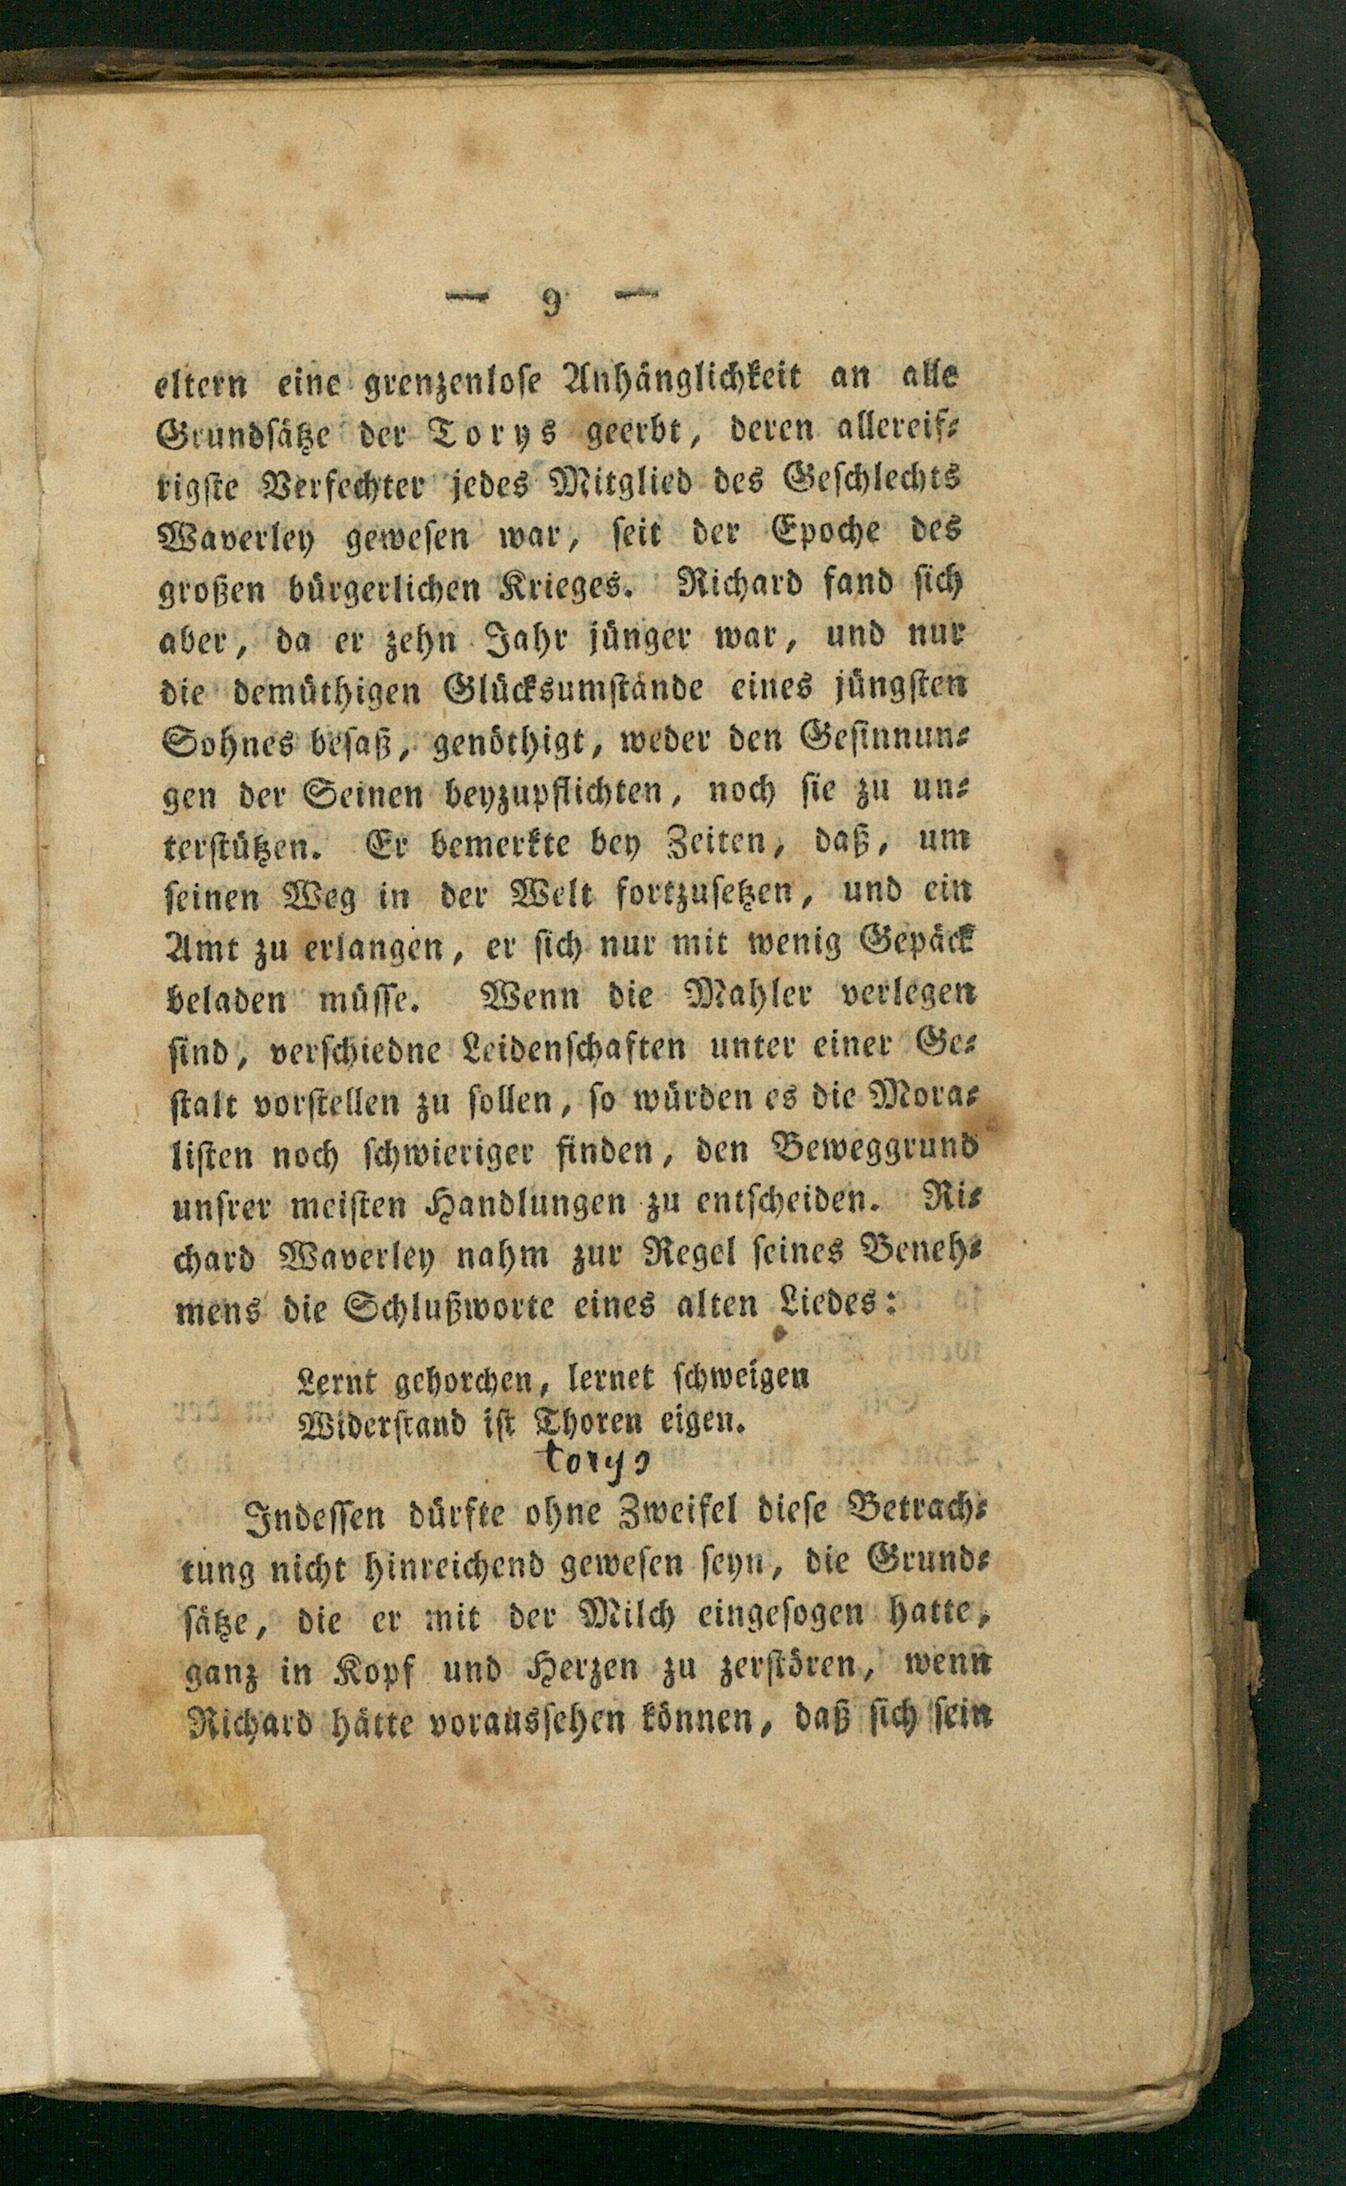 — 9 —
eltern eine grenzenlose Anhänglichkeit an alle
Grundsätze der Torys geerbt, deren allereif⸗
rigste Verfechter jedes Mitglied des Geschlechts
Waverley gewesen war, seit der Epoche des
großen bürgerlichen Krieges. Richard fand sich
aber, da er zehn Jahr jünger war, und nur
die demüthigen Glücksumstände eines jüngsten
Sohnes besaß, genöthigt, weder den Gesinnun⸗
gen der Seinen beyzupflichten, noch sie zu un⸗
terstützen. Er bemerkte bey Zeiten, daß, um
seinen Weg in der Welt fortzusetzen, und ein
Amt zu erlangen, er sich nur mit wenig Gepäck
beladen müsse. Wenn die Mahler verlegen
sind, verschiedne Leidenschaften unter einer Ge⸗
stalt vorstellen zu sollen, so würden es die Mora⸗
listen noch schwieriger finden, den Beweggrund
unsrer meisten Handlungen zu entscheiden. Ri⸗
chard Waverley nahm zur Regel seines Beneh⸗
mens die Schlußworte eines alten Liedes:
Lernt gehorchen, lernet schweigen
Widerstand ist Thoren eigen.
torys
Indessen dürfte ohne Zweifel diese Betrach⸗
tung nicht hinreichend gewesen seyn, die Grund⸗
sätze, die er mit der Milch eingesogen hatte,
ganz in Kopf und Herzen zu zerstören, wenn
Richard hätte voraussehen können, daß sich sein